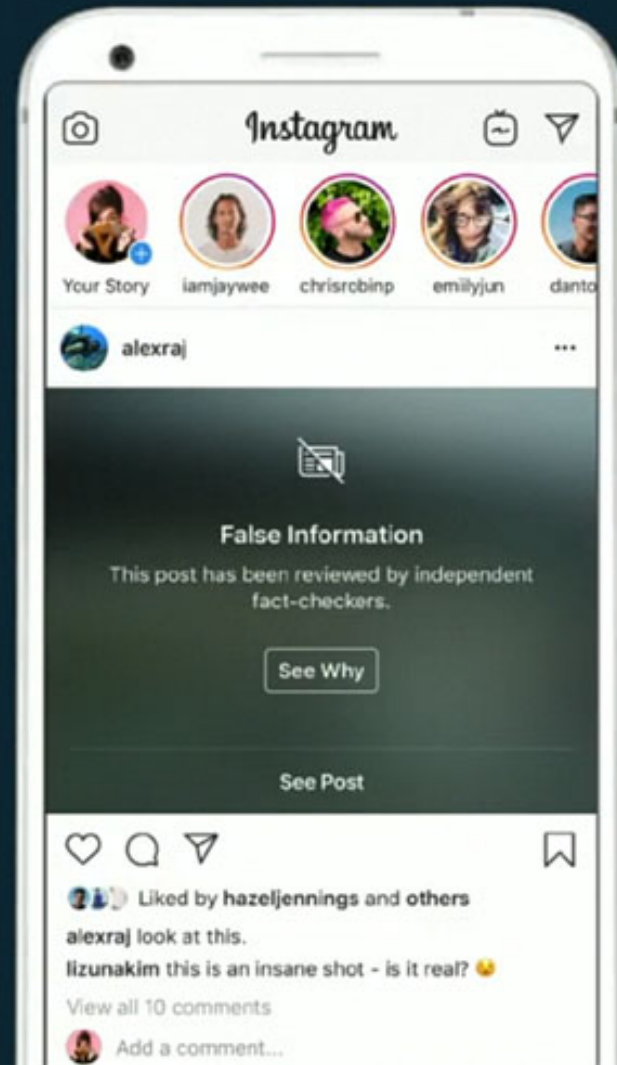 Instagram
Your Story
iamjaywee
chrisrobinp
emiilyjun
danto
alexraj
False Information
This post has been reviewed by independent
fact-checkers.
See Why
See Post
Liked by hazeljennings and others
alexraj look at this.
lizunakim this is an insane shot - is it real? 😉
View all 10 comments
Add a comment...